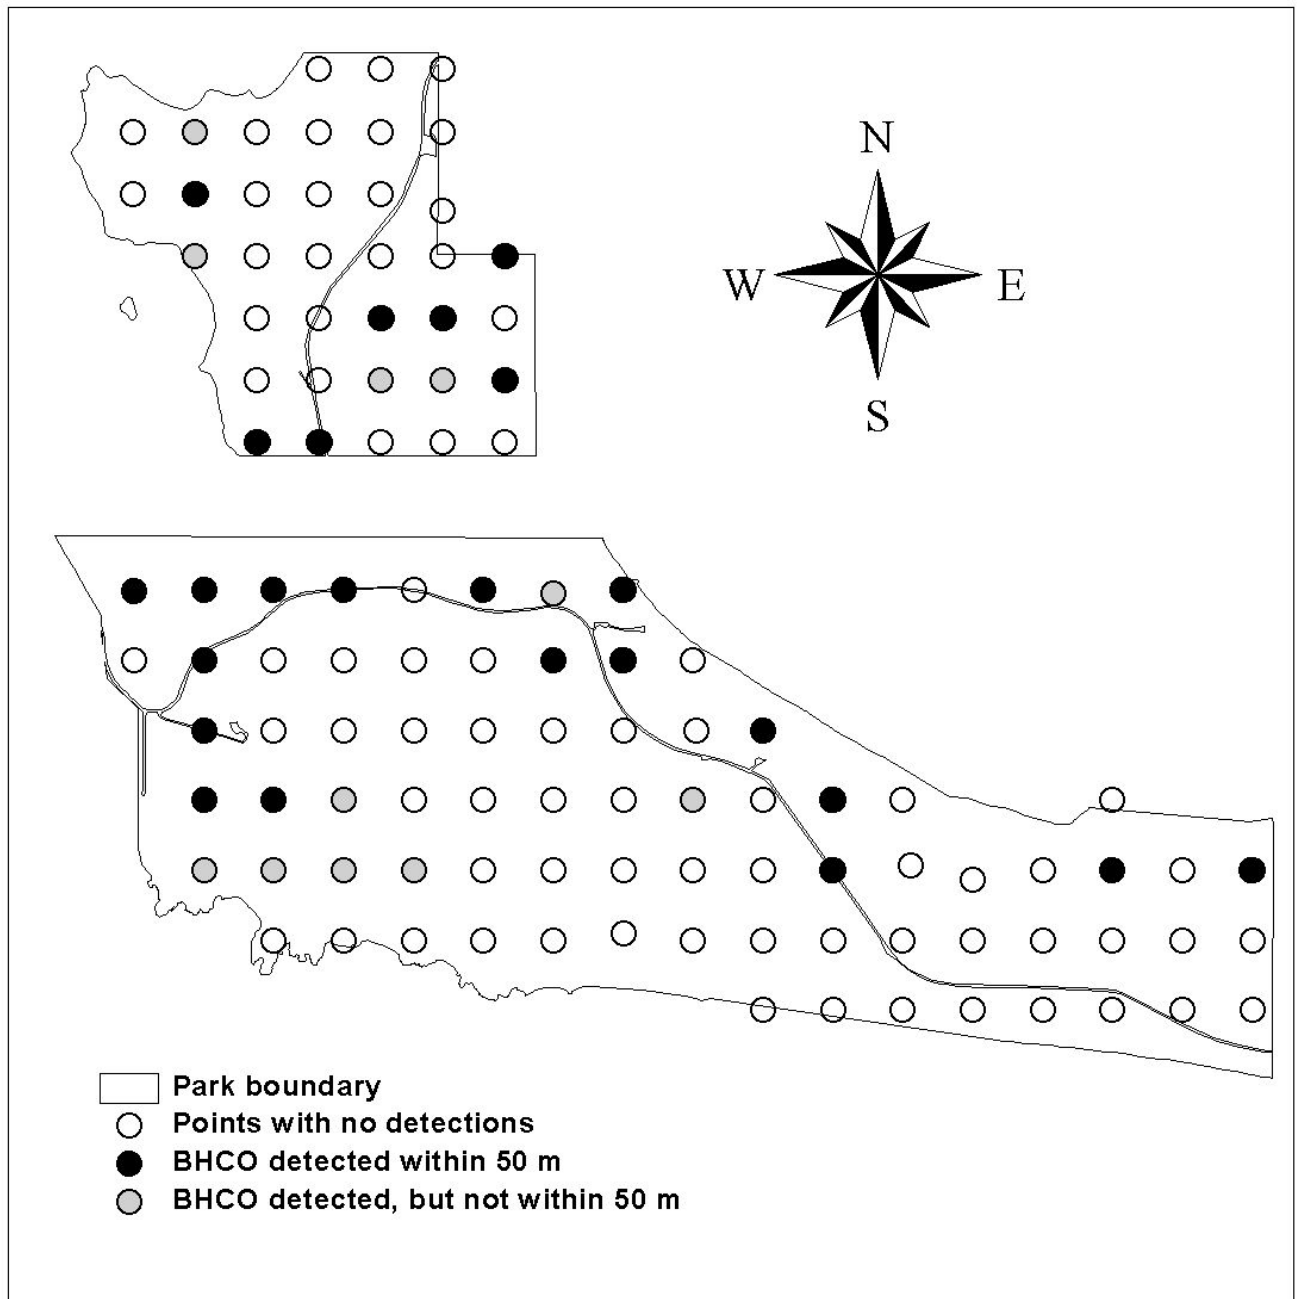 N
W
E
S
Park boundary
Points with no detections
BHCO detected within 50 m
BHCO detected, but not within 50 m